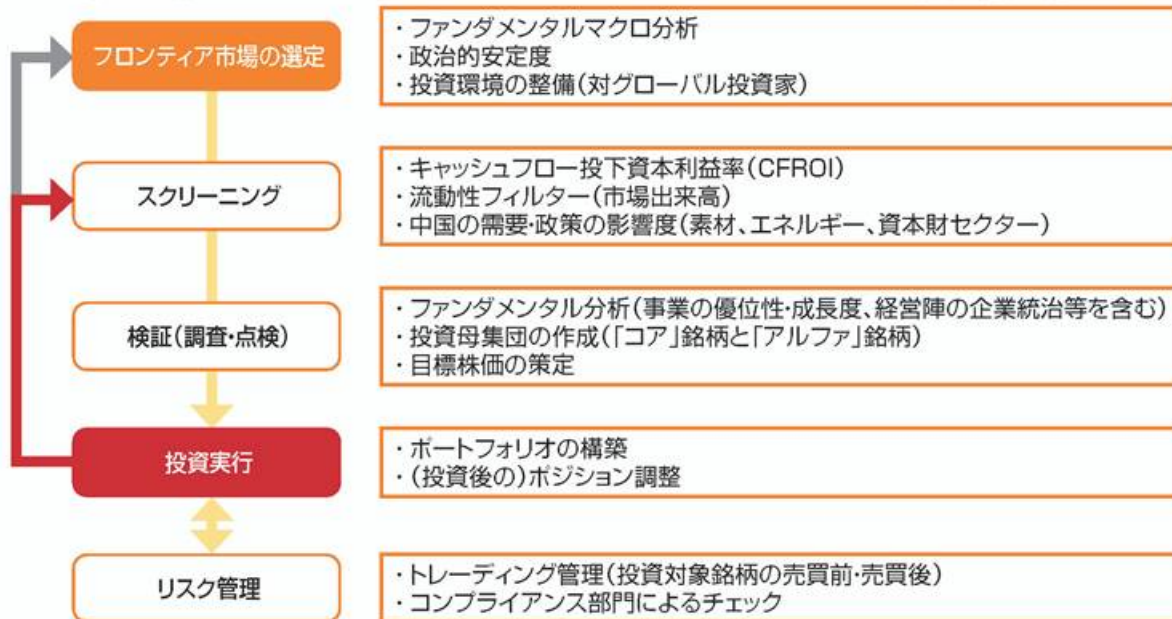 フロンティア市場の選定
・ファンダメンタルマクロ分析
・政治的安定度
・投資環境の整備(対グローバル投資家)
スクリーニング
・キャッシュフロー投下資本利益率(CFROI)
・流動性フィルター(市場出来高)
・中国の需要・政策の影響度(素材、エネルギー、資本財セクター)
検証(調査・点検)
・ファンダメンタル分析(事業の優位性・成長度、経営陣の企業統治等を含む)
・投資母集団の作成(「コア」銘柄と「アルファ」銘柄)
・目標株価の策定
投資実行
・ポートフォリオの構築
・(投資後の)ポジション調整
リスク管理
・トレーディング管理(投資対象銘柄の売買前・売買後)
・コンプライアンス部門によるチェック